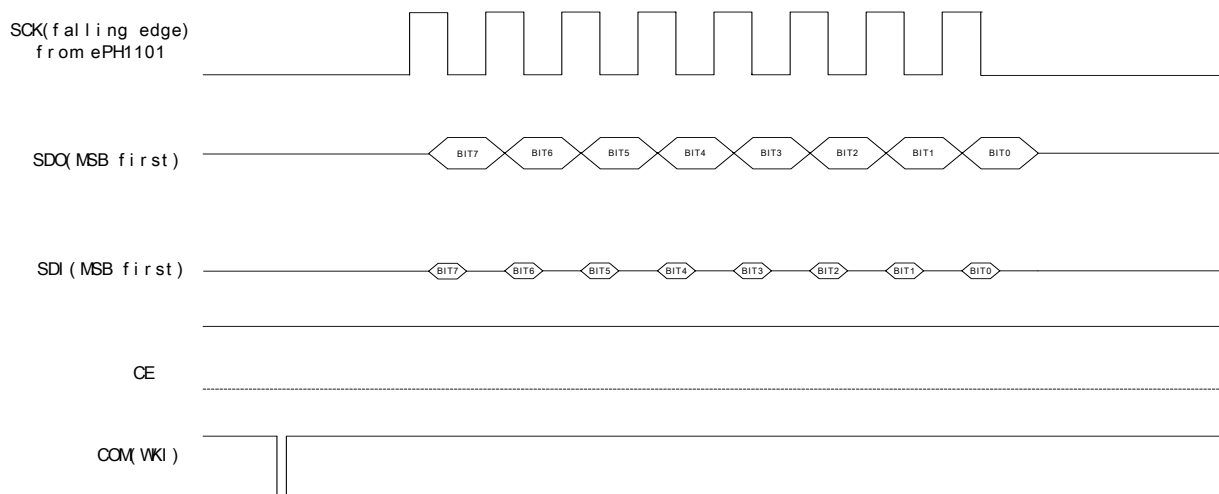 SCK(falling edge)
from ePH1101
SDO(MSB first)
BIT7 BIT6 BIT5 BIT4 BIT3 BIT2 BIT1 BIT0
SDI(MSB first)
BIT7 BIT6 BIT5 BIT4 BIT3 BIT2 BIT1 BIT0
CE
COM(WKI)